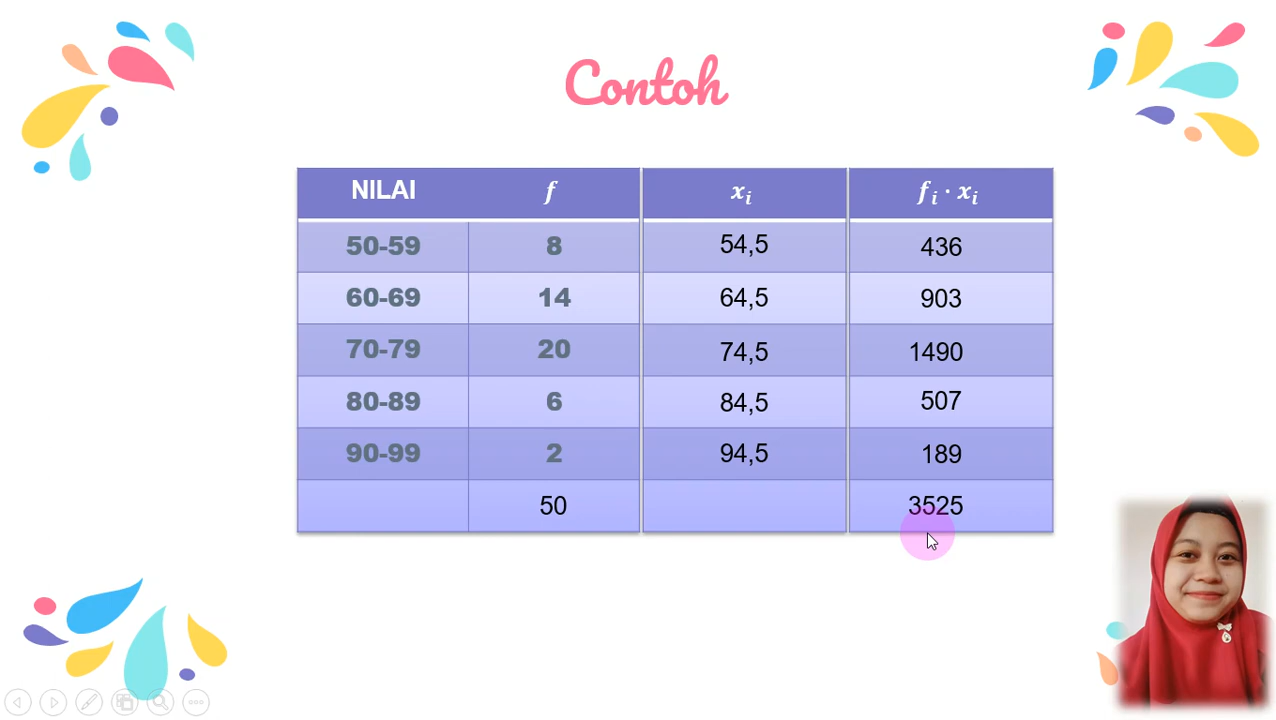 Contoh
NILAI f xᵢ fᵢ · xᵢ
50-59 8 54,5 436
60-69 14 64,5 903
70-79 20 74,5 1490
80-89 6 84,5 507
90-99 2 94,5 189
50 3525